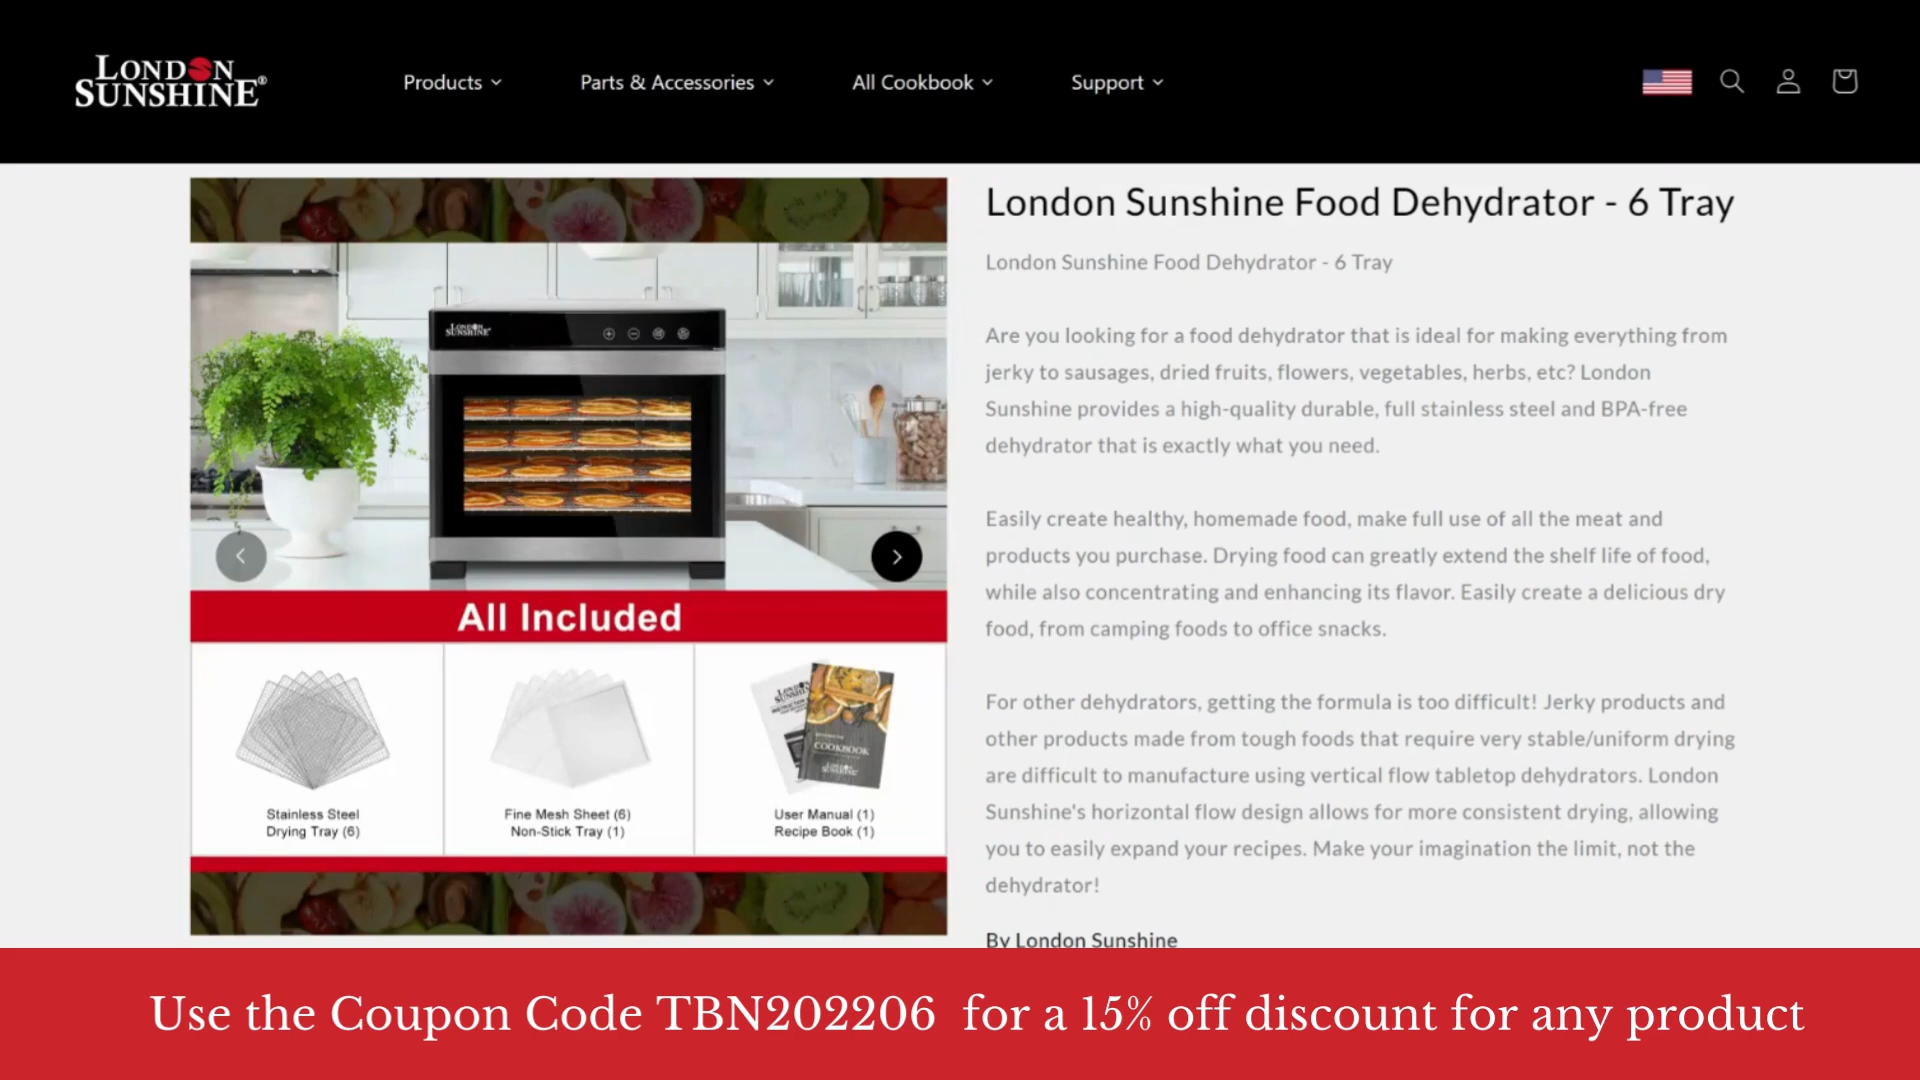 LONDON
SUNSHINE®
Products
Parts & Accessories
All Cookbook
Support
London Sunshine Food Dehydrator - 6 Tray
London Sunshine Food Dehydrator - 6 Tray
Are you looking for a food dehydrator that is ideal for making everything from
jerky to sausages, dried fruits, flowers, vegetables, herbs, etc? London
Sunshine provides a high-quality durable, full stainless steel and BPA-free
dehydrator that is exactly what you need.
Easily create healthy, homemade food, make full use of all the meat and
products you purchase. Drying food can greatly extend the shelf life of food,
while also concentrating and enhancing its flavor. Easily create a delicious dry
food, from camping foods to office snacks.
For other dehydrators, getting the formula is too difficult! Jerky products and
other products made from tough foods that require very stable/uniform drying
are difficult to manufacture using vertical flow tabletop dehydrators. London
Sunshine's horizontal flow design allows for more consistent drying, allowing
you to easily expand your recipes. Make your imagination the limit, not the
dehydrator!
By London Sunshine
LONDON
SUNSHINE
All Included
Stainless Steel
Drying Tray (6)
Fine Mesh Sheet (6)
Non-Stick Tray (1)
LONDON
SUNSHINE
COOKBOOK
LONDON
SUNSHINE
User Manual (1)
Recipe Book (1)
Use the Coupon Code TBN202206 for a 15% off discount for any product